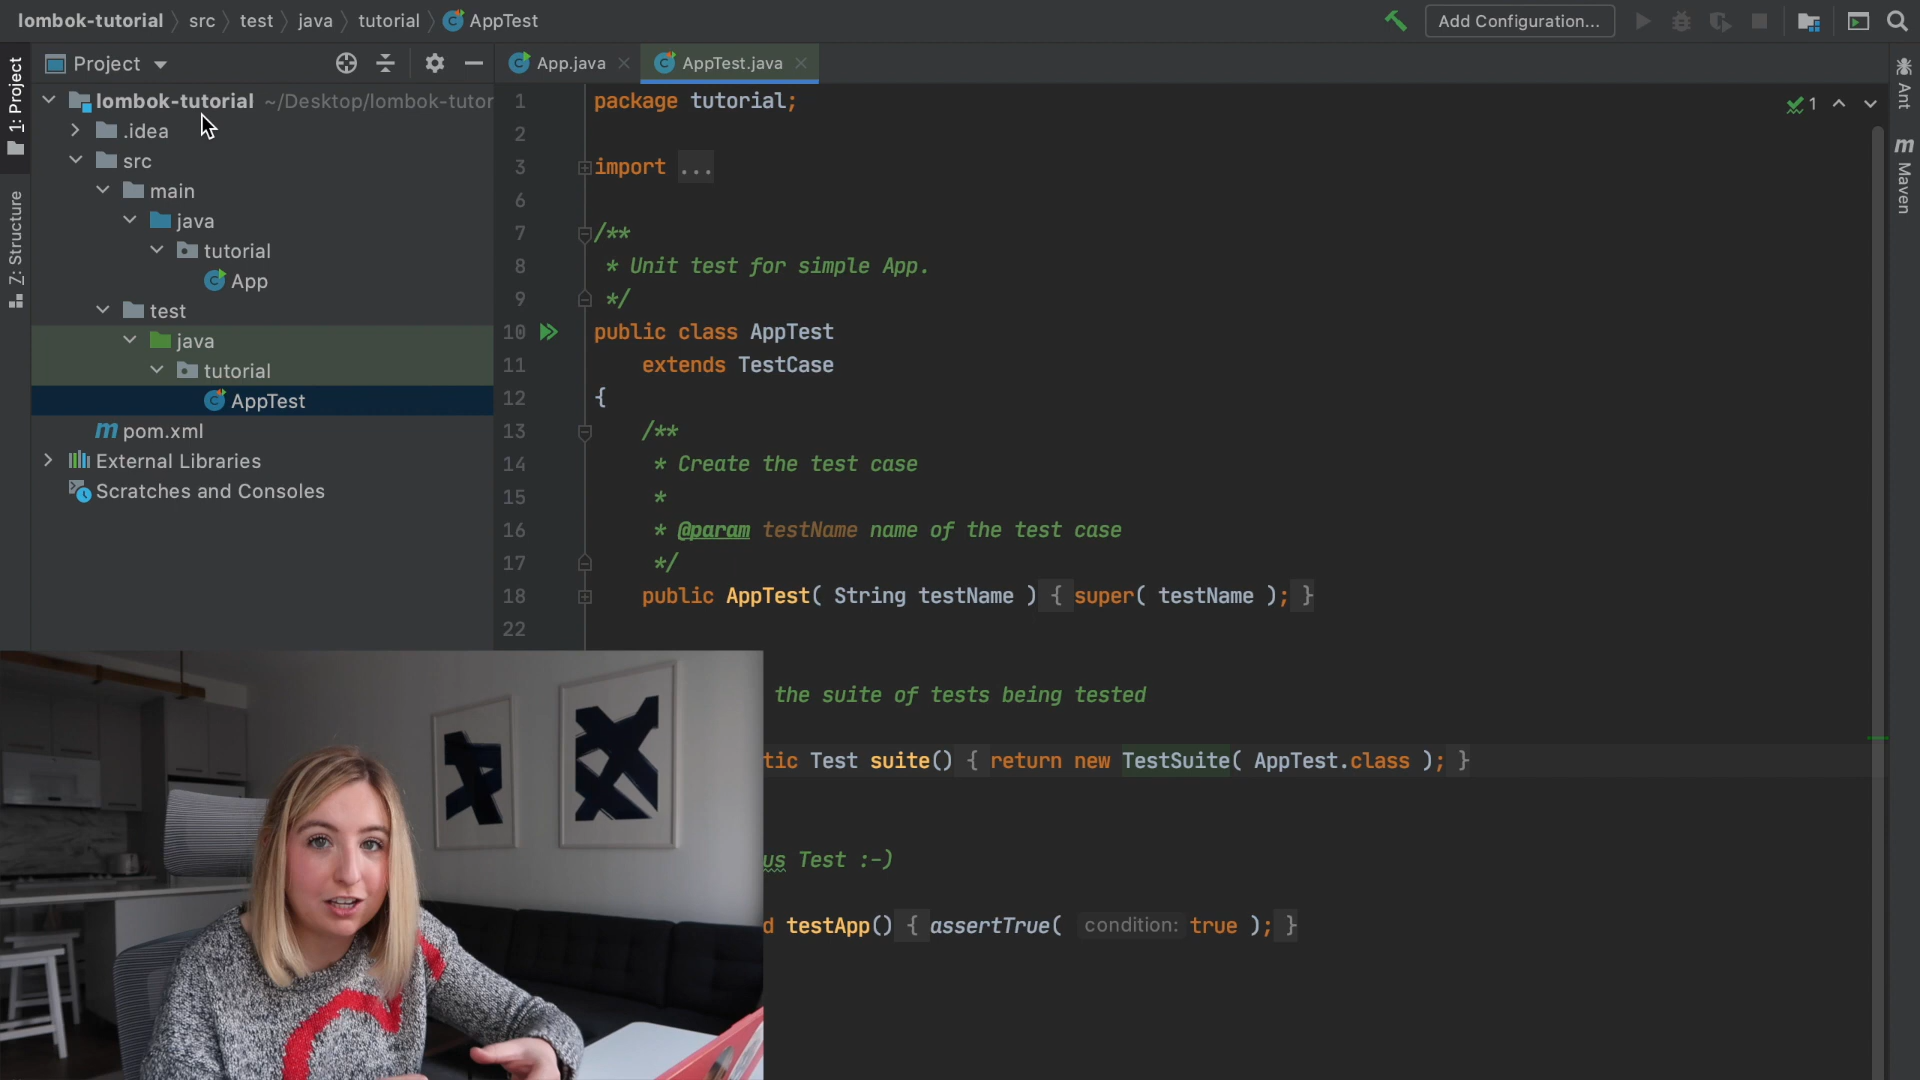 lombok-tutorial src test java tutorial AppTest
Add Configuration...
1: Project
Z: Structure
Project
lombok-tutorial ~/Desktop/lombok-tutor
.idea
src
main
java
tutorial
App
test
java
tutorial
AppTest
pom.xml
External Libraries
Scratches and Consoles
App.java
AppTest.java
1 package tutorial;
2
3 import ...
6
7 /**
8 * Unit test for simple App.
9 */
10 public class AppTest
11 extends TestCase
12 {
13 /**
14 * Create the test case
15 *
16 * @param testName name of the test case
17 */
18 public AppTest( String testName ) { super( testName ); }
22
the suite of tests being tested
tic Test suite() { return new TestSuite( AppTest.class ); }
us Test :-)
d testApp() { assertTrue( condition: true ); }
1
Ant
m Maven